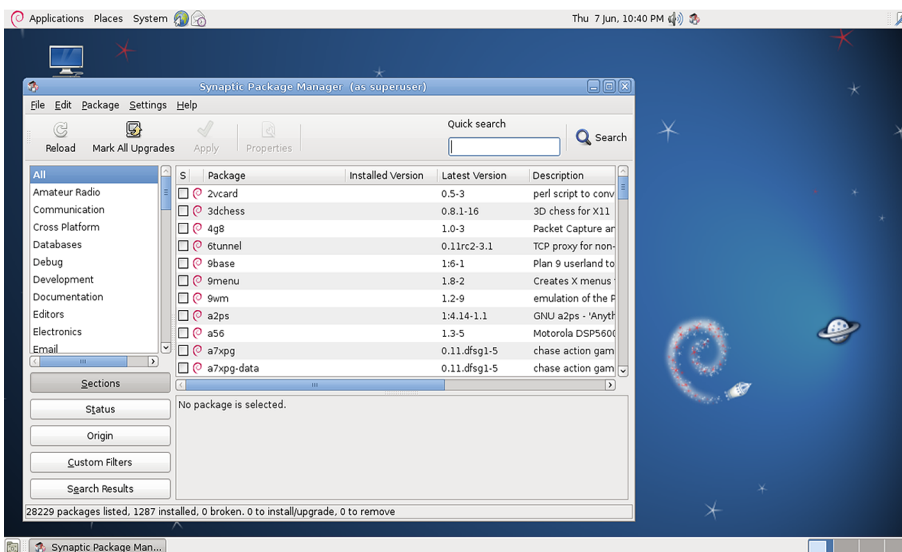 Applications Places System Thu 7 Jun, 10:40 PM
Synaptic Package Manager (as superuser)
File Edit Package Settings Help
Quick search
Reload Mark All Upgrades Apply Properties Search
All
Amateur Radio
Communication
Cross Platform
Databases
Debug
Development
Documentation
Editors
Electronics
Email
S Package Installed Version Latest Version Description
2vcard 0.5-3 perl script to conv
3dchess 0.8.1-16 3D chess for X11
4g8 1.0-3 Packet Capture an
6tunnel 0.11rc2-3.1 TCP proxy for non-
9base 1:6-1 Plan 9 userland to
9menu 1.8-2 Creates X menus
9wm 1.2-9 emulation of the P
a2ps 1:4.14-1.1 GNU a2ps - 'Anyth
a56 1.3-5 Motorola DSP5600
a7xpg 0.11.dfsg1-5 chase action gam
a7xpg-data 0.11.dfsg1-5 chase action gam
Sections
Status
Origin
Custom Filters
Search Results
No package is selected.
28229 packages listed, 1287 installed, 0 broken. 0 to install/upgrade, 0 to remove
Synaptic Package Man...